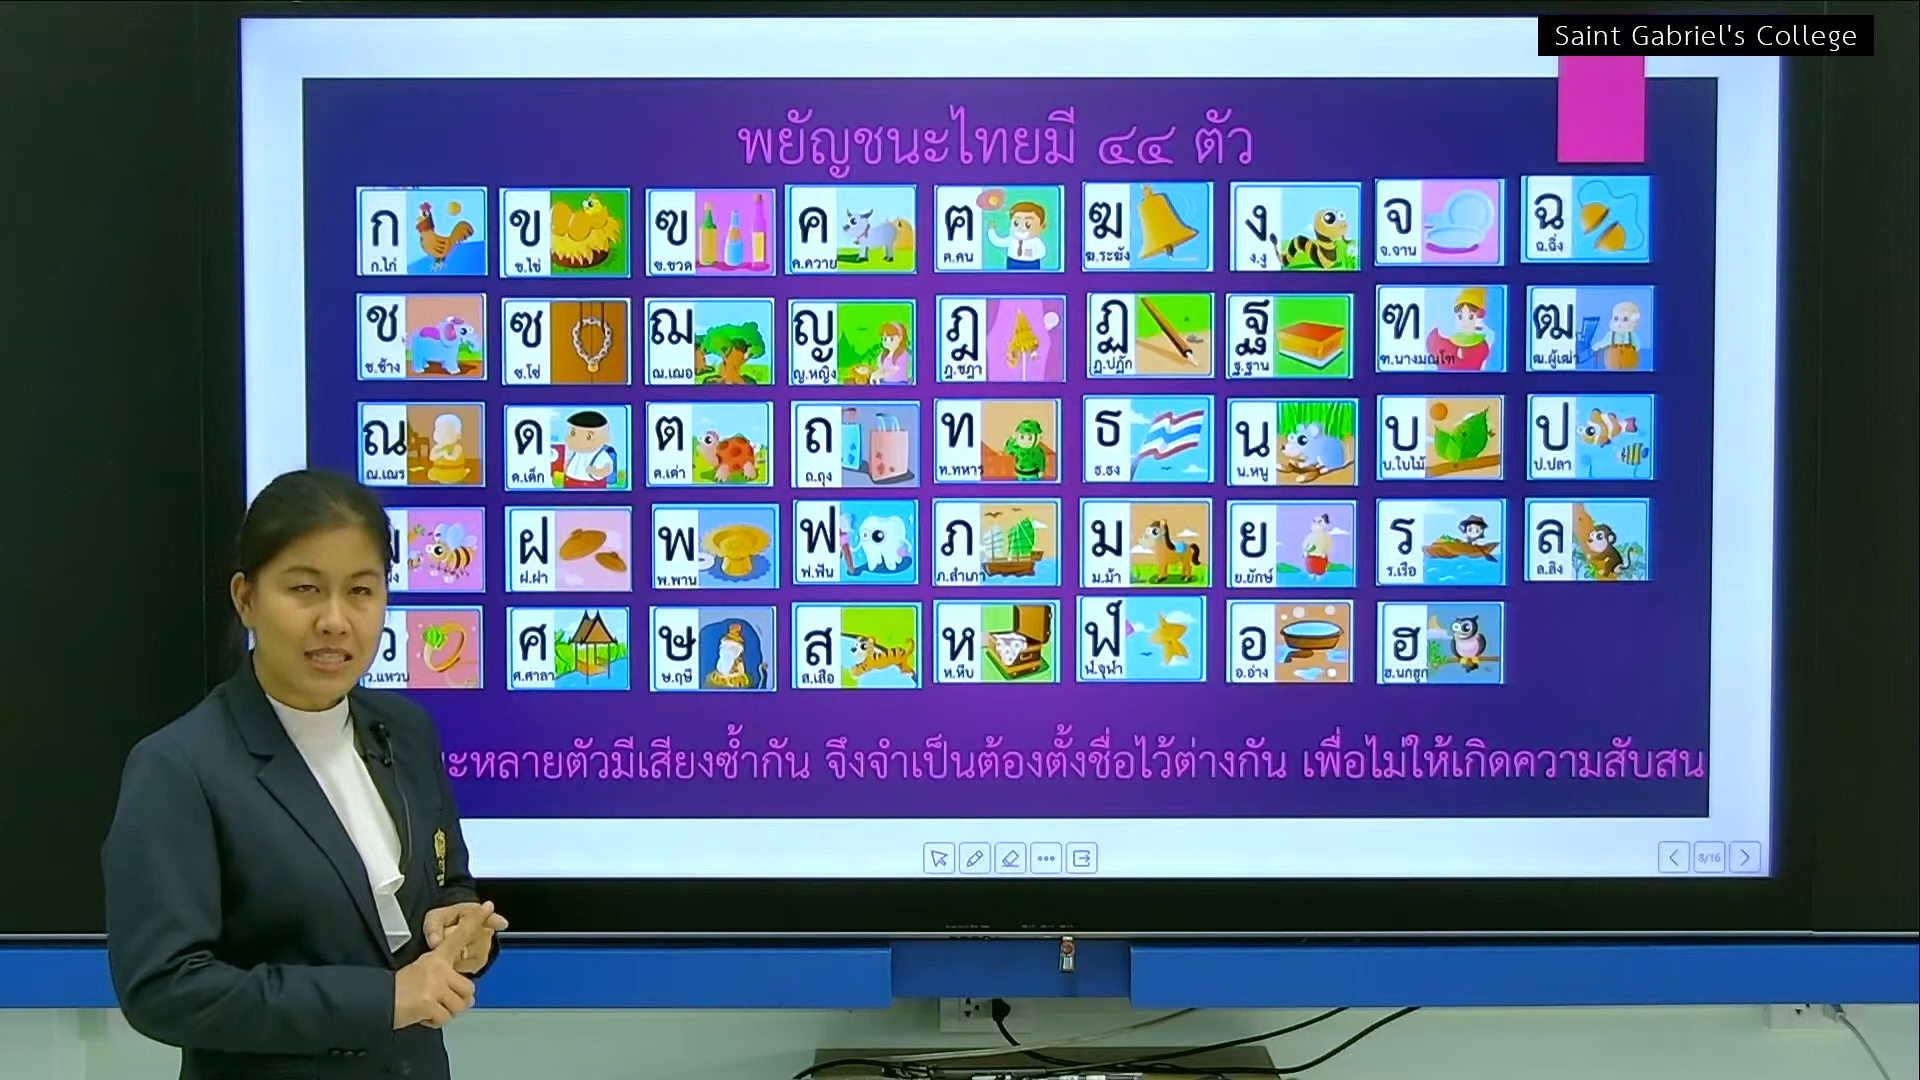 Saint Gabriel's College
พยัญชนะไทยมี ๔๔ ตัว
ก ข ฃ ค ฅ ฆ ง จ ฉ
ก.ไก่ ข.ไข่ ฃ.ขวด ค.ควาย ฅ.คน ฆ.ระฆัง ง.งู จ.จาน ฉ.ฉิ่ง
ช ซ ฌ ญ ฎ ฏ ฐ ฑ ฒ
ช.ช้าง ซ.โซ่ ฌ.เฌอ ญ.หญิง ฎ.ชฎา ฏ.ปฏัก ฐ.ฐาน ฑ.นางมณโฑ ฒ.ผู้เฒ่า
ณ ด ต ถ ท ธ น บ ป
ณ.เณร ด.เด็ก ต.เต่า ถ.ถุง ท.ทหาร ธ.ธง น.หนู บ.ใบไม้ ป.ปลา
ฝ พ ฟ ภ ม ย ร ล
ฝ.ฝา พ.พาน ฟ.ฟัน ภ.สำเภา ม.ม้า ย.ยักษ์ ร.เรือ ล.ลิง
ว ศ ษ ส ห ฬ อ ฮ
ว.แหวน ศ.ศาลา ษ.ฤษี ส.เสือ ห.หีบ ฬ.จุฬา อ.อ่าง ฮ.นกฮูก
ะหลายตัวมีเสียงซ้ำกัน จึงจำเป็นต้องตั้งชื่อไว้ต่างกัน เพื่อไม่ให้เกิดความสับสน
8/16